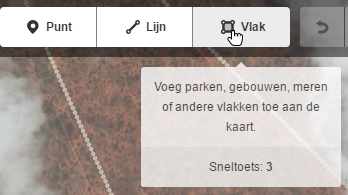 Punt Lijn Vlak
Voeg parken, gebouwen, meren
of andere vlakken toe aan de
kaart.
Sneltoets: 3